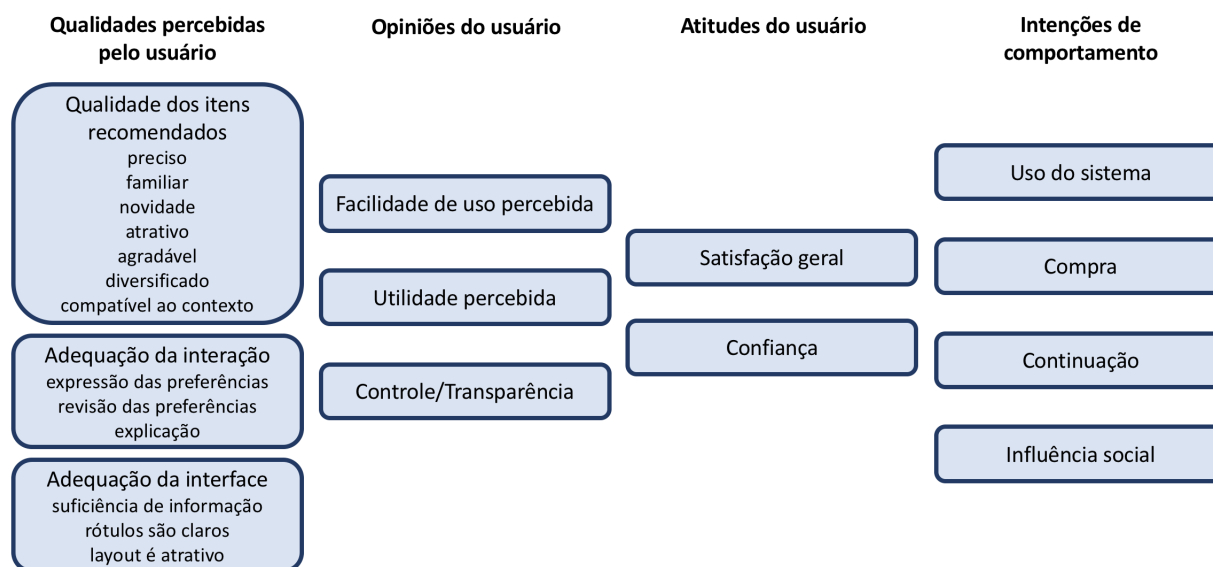 Qualidades percebidas
pelo usuário
Qualidade dos itens
recomendados
preciso
familiar
novidade
atrativo
agradável
diversificado
compatível ao contexto
Adequação da interação
expressão das preferências
revisão das preferências
explicação
Adequação da interface
suficiência de informação
rótulos são claros
layout é atrativo
Opiniões do usuário
Facilidade de uso percebida
Utilidade percebida
Controle/Transparência
Atitudes do usuário
Satisfação geral
Confiança
Intenções de
comportamento
Uso do sistema
Compra
Continuação
Influência social